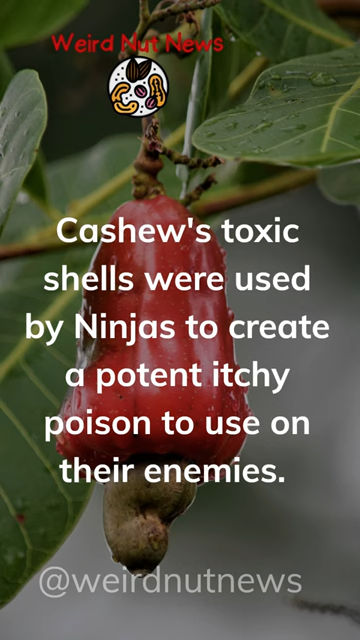 Weird Nut News
Cashew's toxic
shells were used
by Ninjas to create
a potent itchy
poison to use on
their enemies.
@weirdnutnews